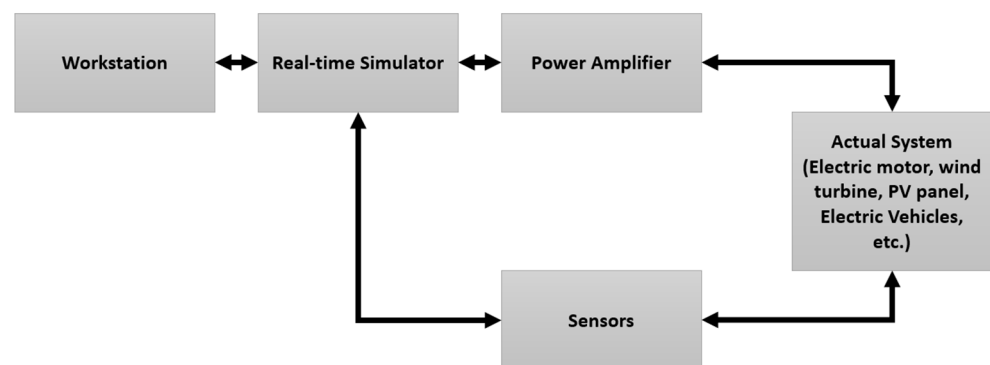 Workstation
Real-time Simulator
Power Amplifier
Actual System
(Electric motor, wind
turbine, PV panel,
Electric Vehicles,
etc.)
Sensors